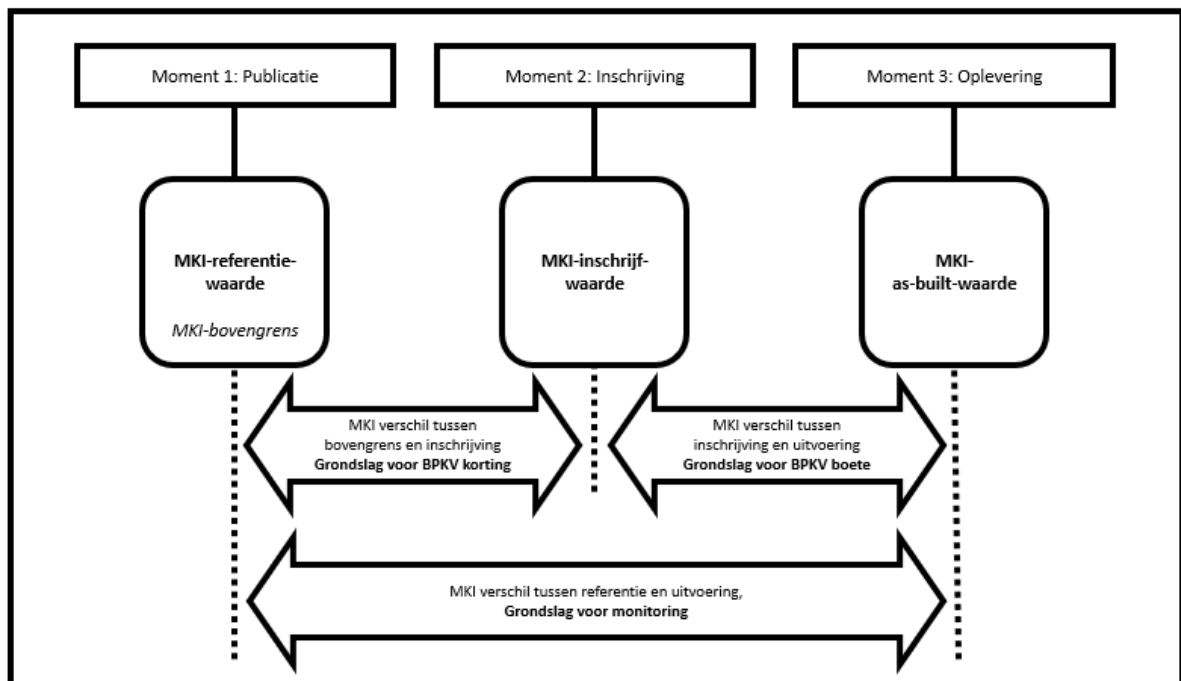 Moment 1: Publicatie
Moment 2: Inschrijving
Moment 3: Oplevering
MKI-referentie-
waarde
MKI-bovengrens
MKI-inschrijf-
waarde
MKI-
as-built-waarde
MKI verschil tussen
bovengrens en inschrijving
Grondslag voor BPKV korting
MKI verschil tussen
inschrijving en uitvoering
Grondslag voor BPKV boete
MKI verschil tussen referentie en uitvoering,
Grondslag voor monitoring